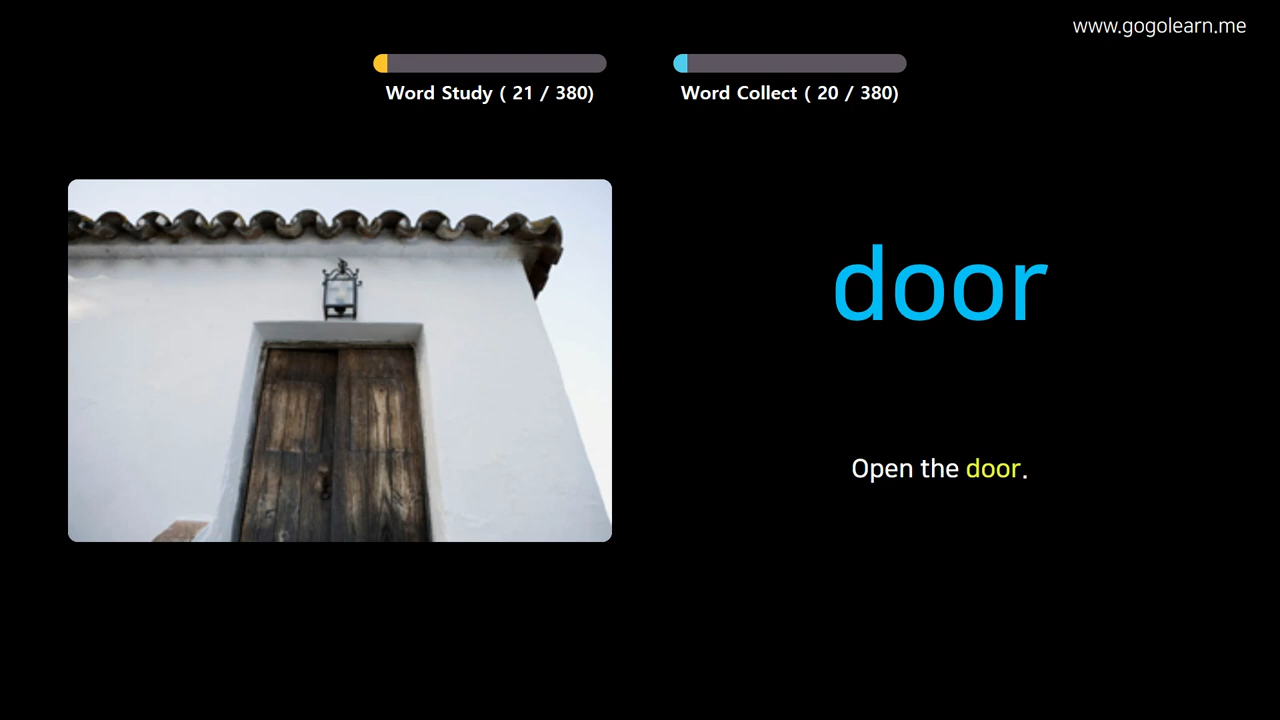 www.gogolearn.me
Word Study ( 21 / 380)
Word Collect ( 20 / 380)
door
Open the door.